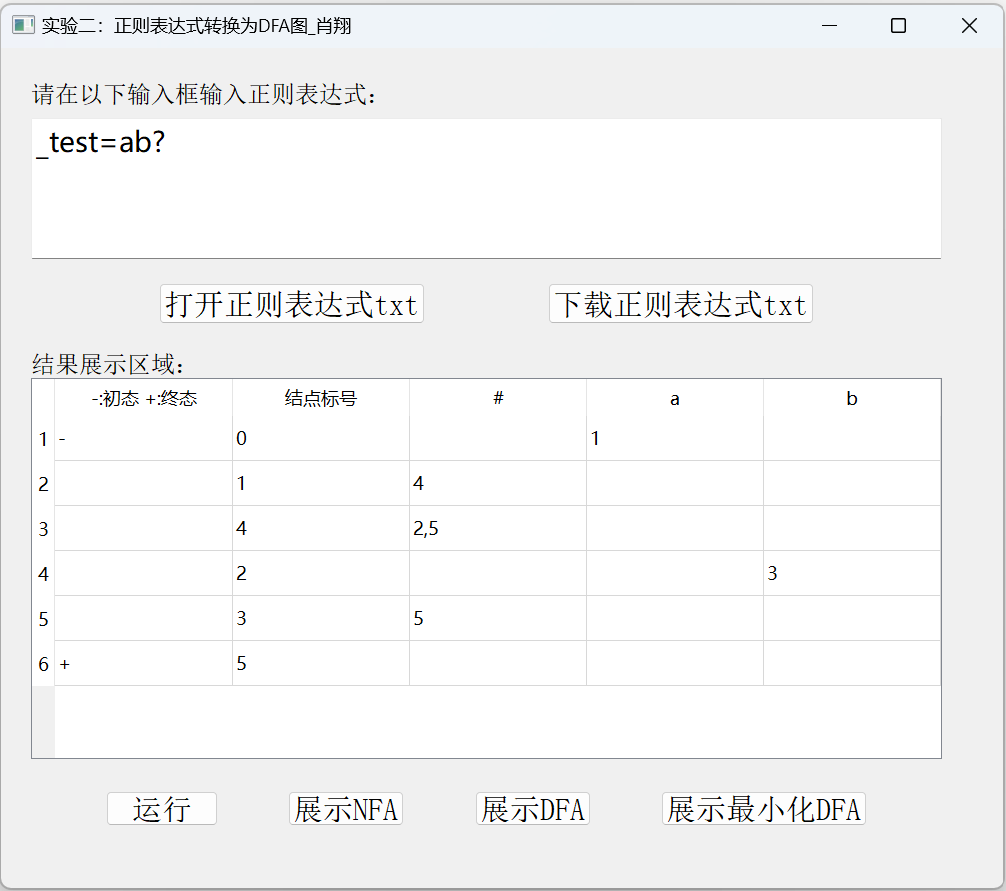 实验二：正则表达式转换为DFA图_肖翔
请在以下输入框输入正则表达式：
_test=ab?
打开正则表达式txt 下载正则表达式txt
结果展示区域：
-:初态 +:终态 结点标号 # a b
1 - 0 1
2 1 4
3 4 2,5
4 2 3
5 3 5
6 + 5
运行 展示NFA 展示DFA 展示最小化DFA